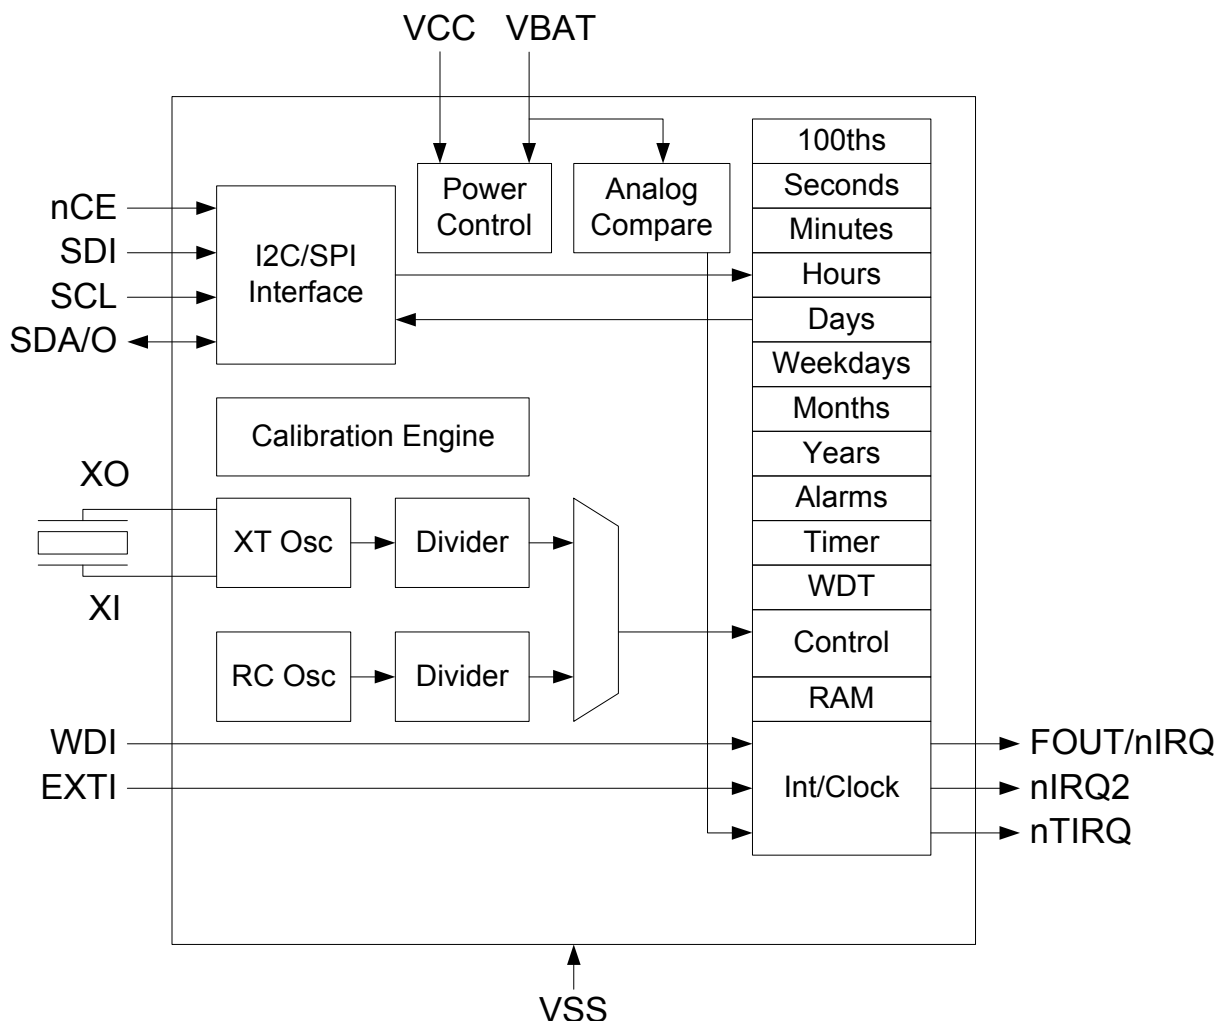 VCC VBAT
100ths
Seconds
Minutes
Hours
Days
Weekdays
Months
Years
Alarms
Timer
WDT
Control
RAM
Int/Clock
Power
Control
Analog
Compare
nCE
SDI
SCL
SDA/O
I2C/SPI
Interface
Calibration Engine
XO
XI
XT Osc
Divider
RC Osc
Divider
WDI
EXTI
FOUT/nIRQ
nIRQ2
nTIRQ
VSS